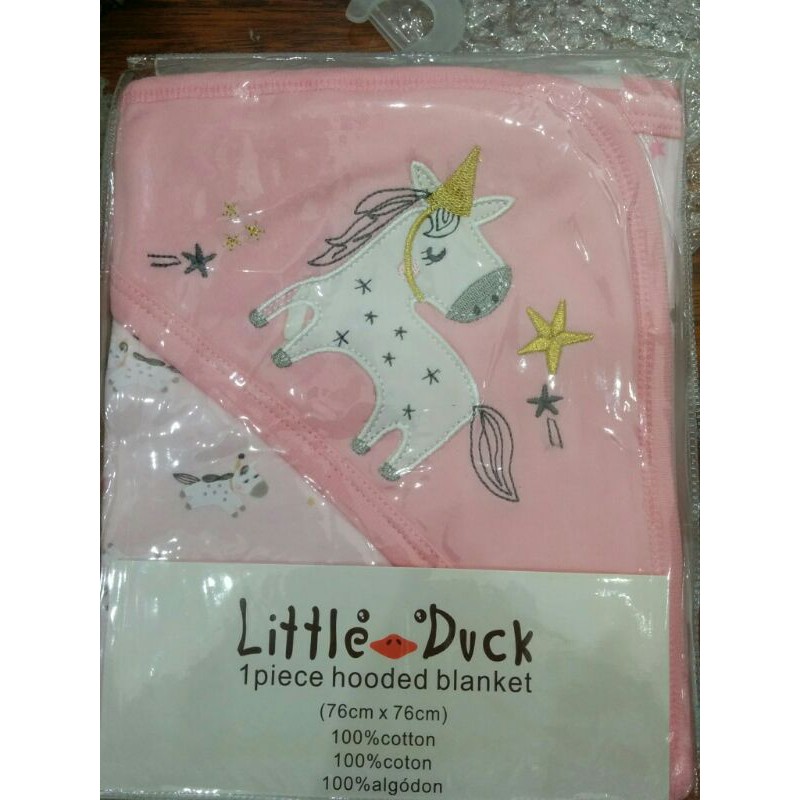 Little Duck
1piece hooded blanket
(76cm x 76cm)
100%cotton
100%coton
100%algódon